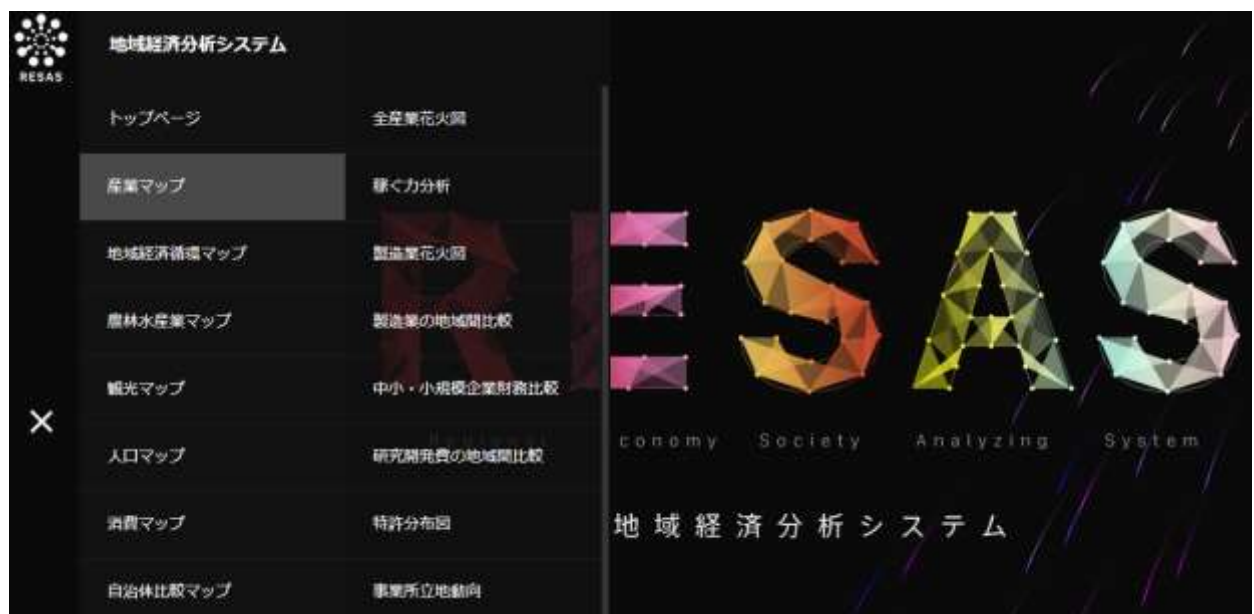 RESAS
地域経済分析システム
トップページ
産業マップ
地域経済循環マップ
農林水産業マップ
観光マップ
人口マップ
消費マップ
自治体比較マップ
全産業花火図
稼ぐ力分析
製造業花火図
製造業の地域間比較
中小・小規模企業財務比較
研究開発費の地域間比較
特許分布図
事業所立地動向
×
RESAS
Regional Economy Society Analyzing System
地域経済分析システム